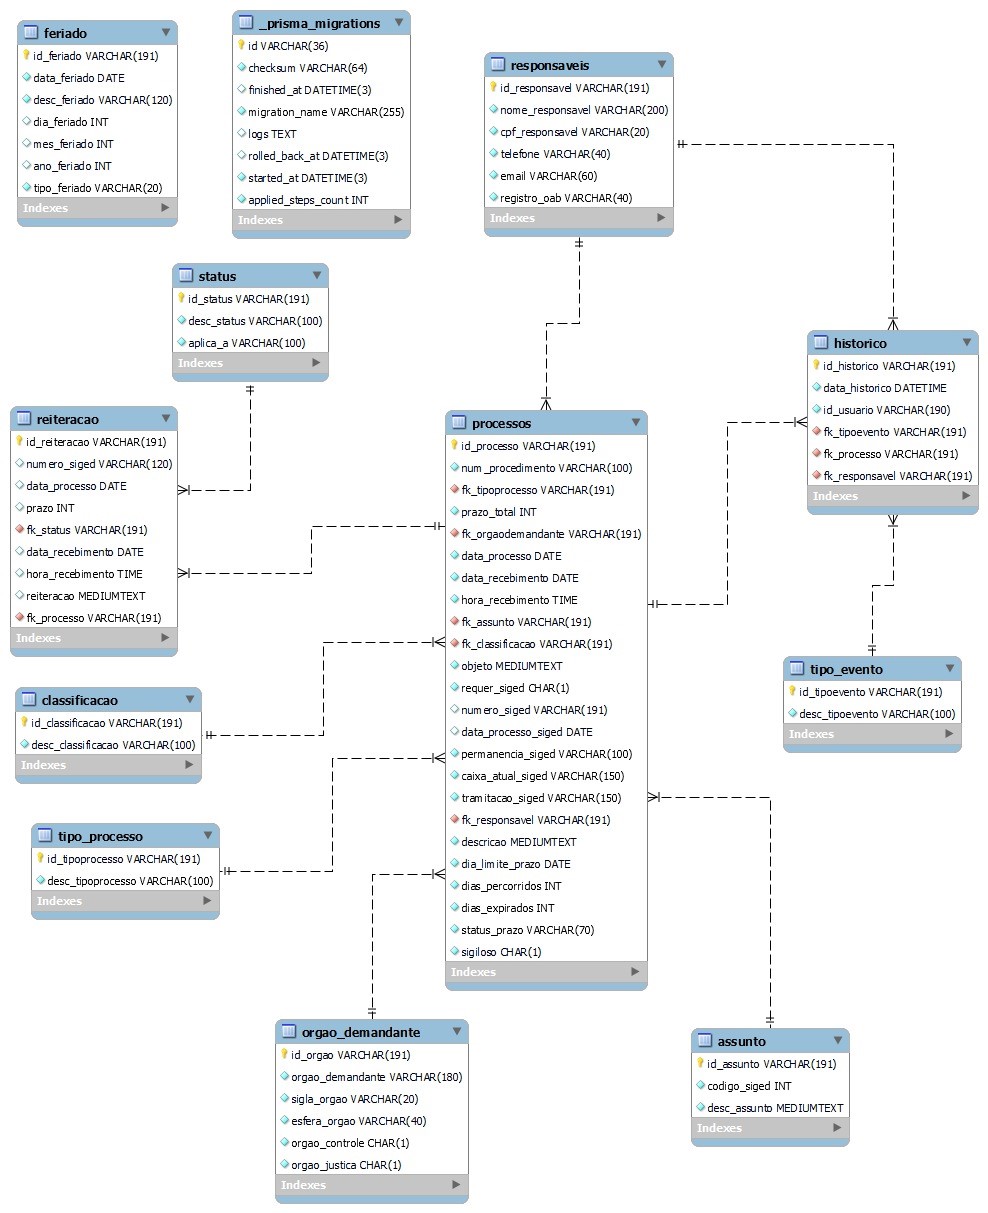 feriado
id_feriado VARCHAR(191)
data_feriado DATE
desc_feriado VARCHAR(120)
dia_feriado INT
mes_feriado INT
ano_feriado INT
tipo_feriado VARCHAR(20)
Indexes
_prisma_migrations
id VARCHAR(36)
checksum VARCHAR(64)
finished_at DATETIME(3)
migration_name VARCHAR(255)
logs TEXT
rolled_back_at DATETIME(3)
started_at DATETIME(3)
applied_steps_count INT
Indexes
responsaveis
id_responsavel VARCHAR(191)
nome_responsavel VARCHAR(200)
cpf_responsavel VARCHAR(20)
telefone VARCHAR(40)
email VARCHAR(60)
registro_oab VARCHAR(40)
Indexes
status
id_status VARCHAR(191)
desc_status VARCHAR(100)
aplica_a VARCHAR(100)
Indexes
historico
id_historico VARCHAR(191)
data_historico DATETIME
id_usuario VARCHAR(190)
fk_tipoevento VARCHAR(191)
fk_processo VARCHAR(191)
fk_responsavel VARCHAR(191)
Indexes
reiteracao
id_reiteracao VARCHAR(191)
numero_siged VARCHAR(120)
data_processo DATE
prazo INT
fk_status VARCHAR(191)
data_recebimento DATE
hora_recebimento TIME
reiteracao MEDIUMTEXT
fk_processo VARCHAR(191)
Indexes
processos
id_processo VARCHAR(191)
num_procedimento VARCHAR(100)
fk_tipoprocesso VARCHAR(191)
prazo_total INT
fk_orgaodemandante VARCHAR(191)
data_processo DATE
data_recebimento DATE
hora_recebimento TIME
fk_assunto VARCHAR(191)
fk_classificacao VARCHAR(191)
objeto MEDIUMTEXT
requer_siged CHAR(1)
numero_siged VARCHAR(191)
data_processo_siged DATE
permanencia_siged VARCHAR(100)
caixa_atual_siged VARCHAR(150)
tramitacao_siged VARCHAR(150)
fk_responsavel VARCHAR(191)
descricao MEDIUMTEXT
dia_limite_prazo DATE
dias_percorridos INT
dias_expirados INT
status_prazo VARCHAR(70)
sigiloso CHAR(1)
Indexes
tipo_evento
id_tipoevento VARCHAR(191)
desc_tipoevento VARCHAR(100)
Indexes
classificacao
id_classificacao VARCHAR(191)
desc_classificacao VARCHAR(100)
Indexes
tipo_processo
id_tipoprocesso VARCHAR(191)
desc_tipoprocesso VARCHAR(100)
Indexes
orgao_demandante
id_orgao VARCHAR(191)
orgao_demandante VARCHAR(180)
sigla_orgao VARCHAR(20)
esfera_orgao VARCHAR(40)
orgao_controle CHAR(1)
orgao_justica CHAR(1)
Indexes
assunto
id_assunto VARCHAR(191)
codigo_siged INT
desc_assunto MEDIUMTEXT
Indexes